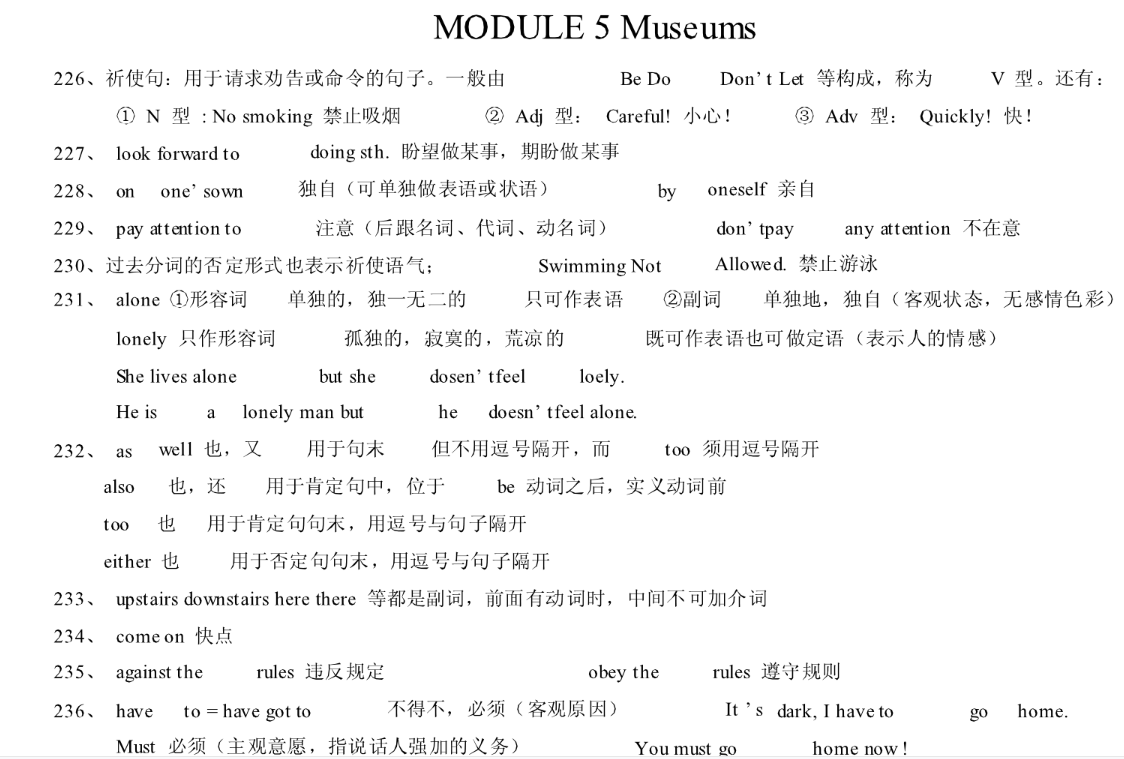 MODULE 5 Museums
226、祈使句：用于请求劝告或命令的句子。一般由 Be Do Don't Let 等构成，称为 V 型。还有：
① N 型 : No smoking 禁止吸烟 ② Adj 型： Careful! 小心！ ③ Adv 型： Quickly! 快！
227、 look forward to doing sth. 盼望做某事，期盼做某事
228、 on one' sown 独自（可单独做表语或状语） by oneself 亲自
229、 pay attention to 注意（后跟名词、代词、动名词） don' tpay any attention 不在意
230、过去分词的否定形式也表示祈使语气； Swimming Not Allowed. 禁止游泳
231、 alone ①形容词 单独的，独一无二的 只可作表语 ②副词 单独地，独自（客观状态，无感情色彩）
lonely 只作形容词 孤独的，寂寞的，荒凉的 既可作表语也可做定语（表示人的情感）
She lives alone but she dosen' tfeel loely.
He is a lonely man but he doesn' tfeel alone.
232、 as well 也，又 用于句末 但不用逗号隔开，而 too 须用逗号隔开
also 也，还 用于肯定句中，位于 be 动词之后，实义动词前
too 也 用于肯定句句末，用逗号与句子隔开
either 也 用于否定句句末，用逗号与句子隔开
233、 upstairs downstairs here there 等都是副词，前面有动词时，中间不可加介词
234、 come on 快点
235、 against the rules 违反规定 obey the rules 遵守规则
236、 have to = have got to 不得不，必须（客观原因） It ' s dark, I have to go home.
Must 必须（主观意愿，指说话人强加的义务） You must go home now !